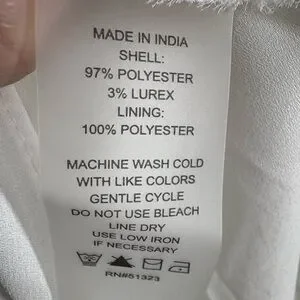 MADE IN INDIA
SHELL:
97% POLYESTER
3% LUREX
LINING:
100% POLYESTER
MACHINE WASH COLD
WITH LIKE COLORS
GENTLE CYCLE
DO NOT USE BLEACH
LINE DRY
USE LOW IRON
IF NECESSARY
RN#51323